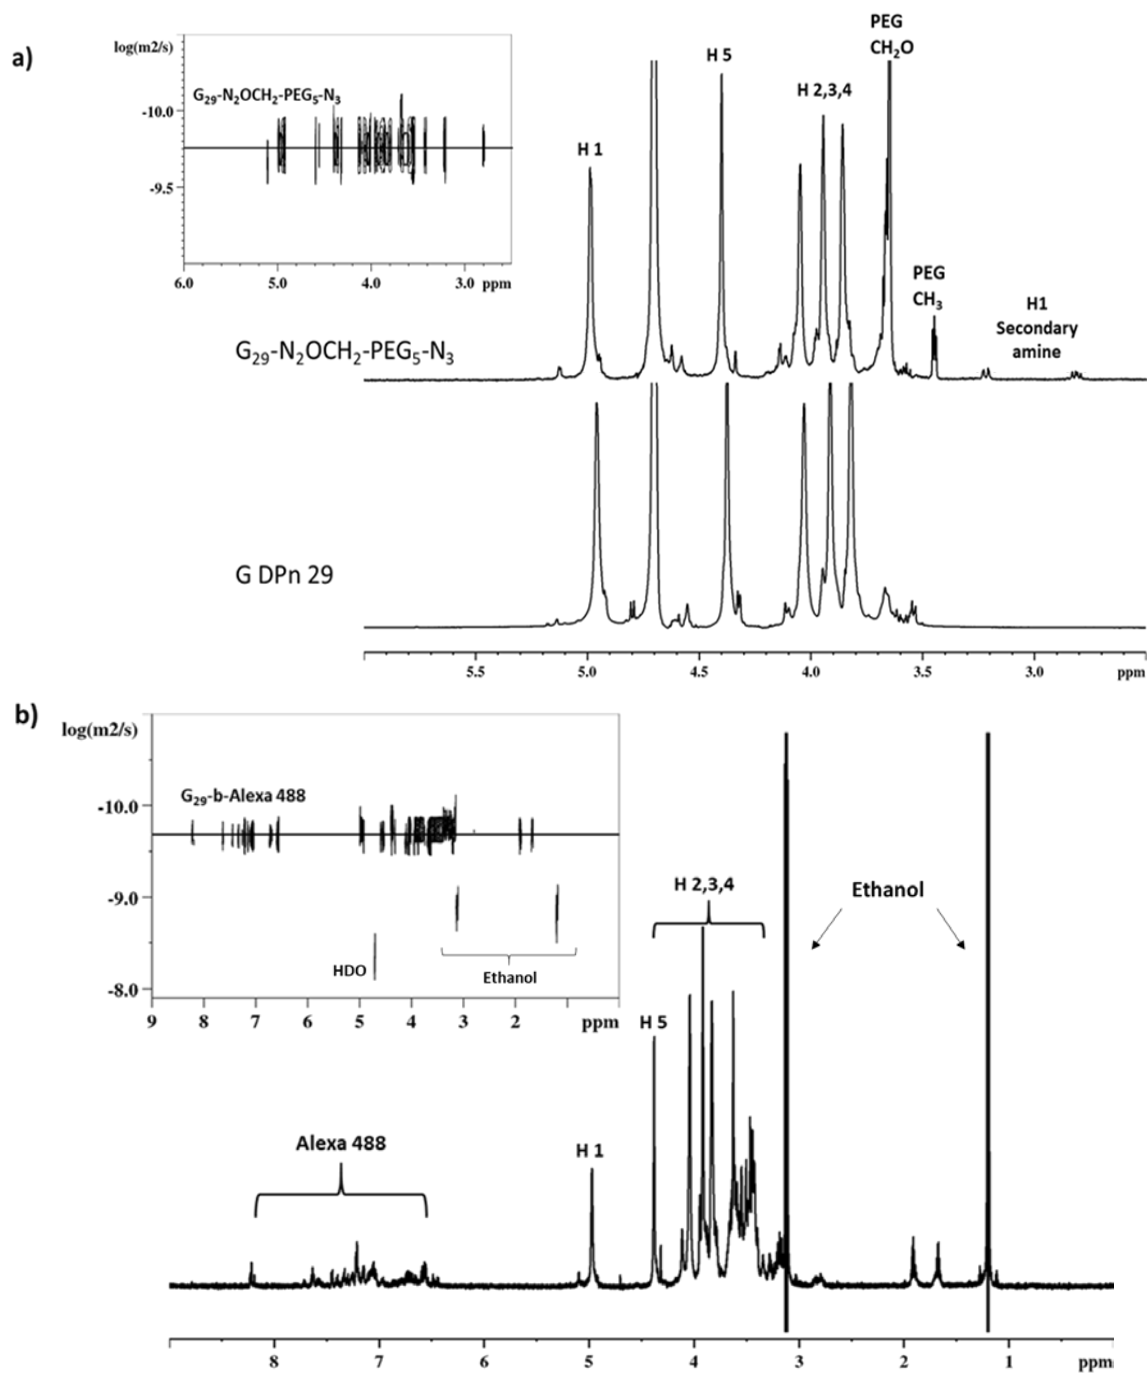 a)
log(m2/s)
G₂₉-N₂OCH₂-PEG₅-N₃
-10.0
-9.5
6.0 5.0 4.0 3.0 ppm
H 1
H 5
H 2,3,4
PEG
CH₂O
PEG
CH₃
H1
Secondary
amine
G₂₉-N₂OCH₂-PEG₅-N₃
G DPn 29
5.5 5.0 4.5 4.0 3.5 3.0 ppm
b)
log(m2/s)
G₂₉-b-Alexa 488
-10.0
-9.0
-8.0
HDO
Ethanol
9 8 7 6 5 4 3 2 ppm
Alexa 488
H 1
H 5
H 2,3,4
Ethanol
8 7 6 5 4 3 2 1 ppm